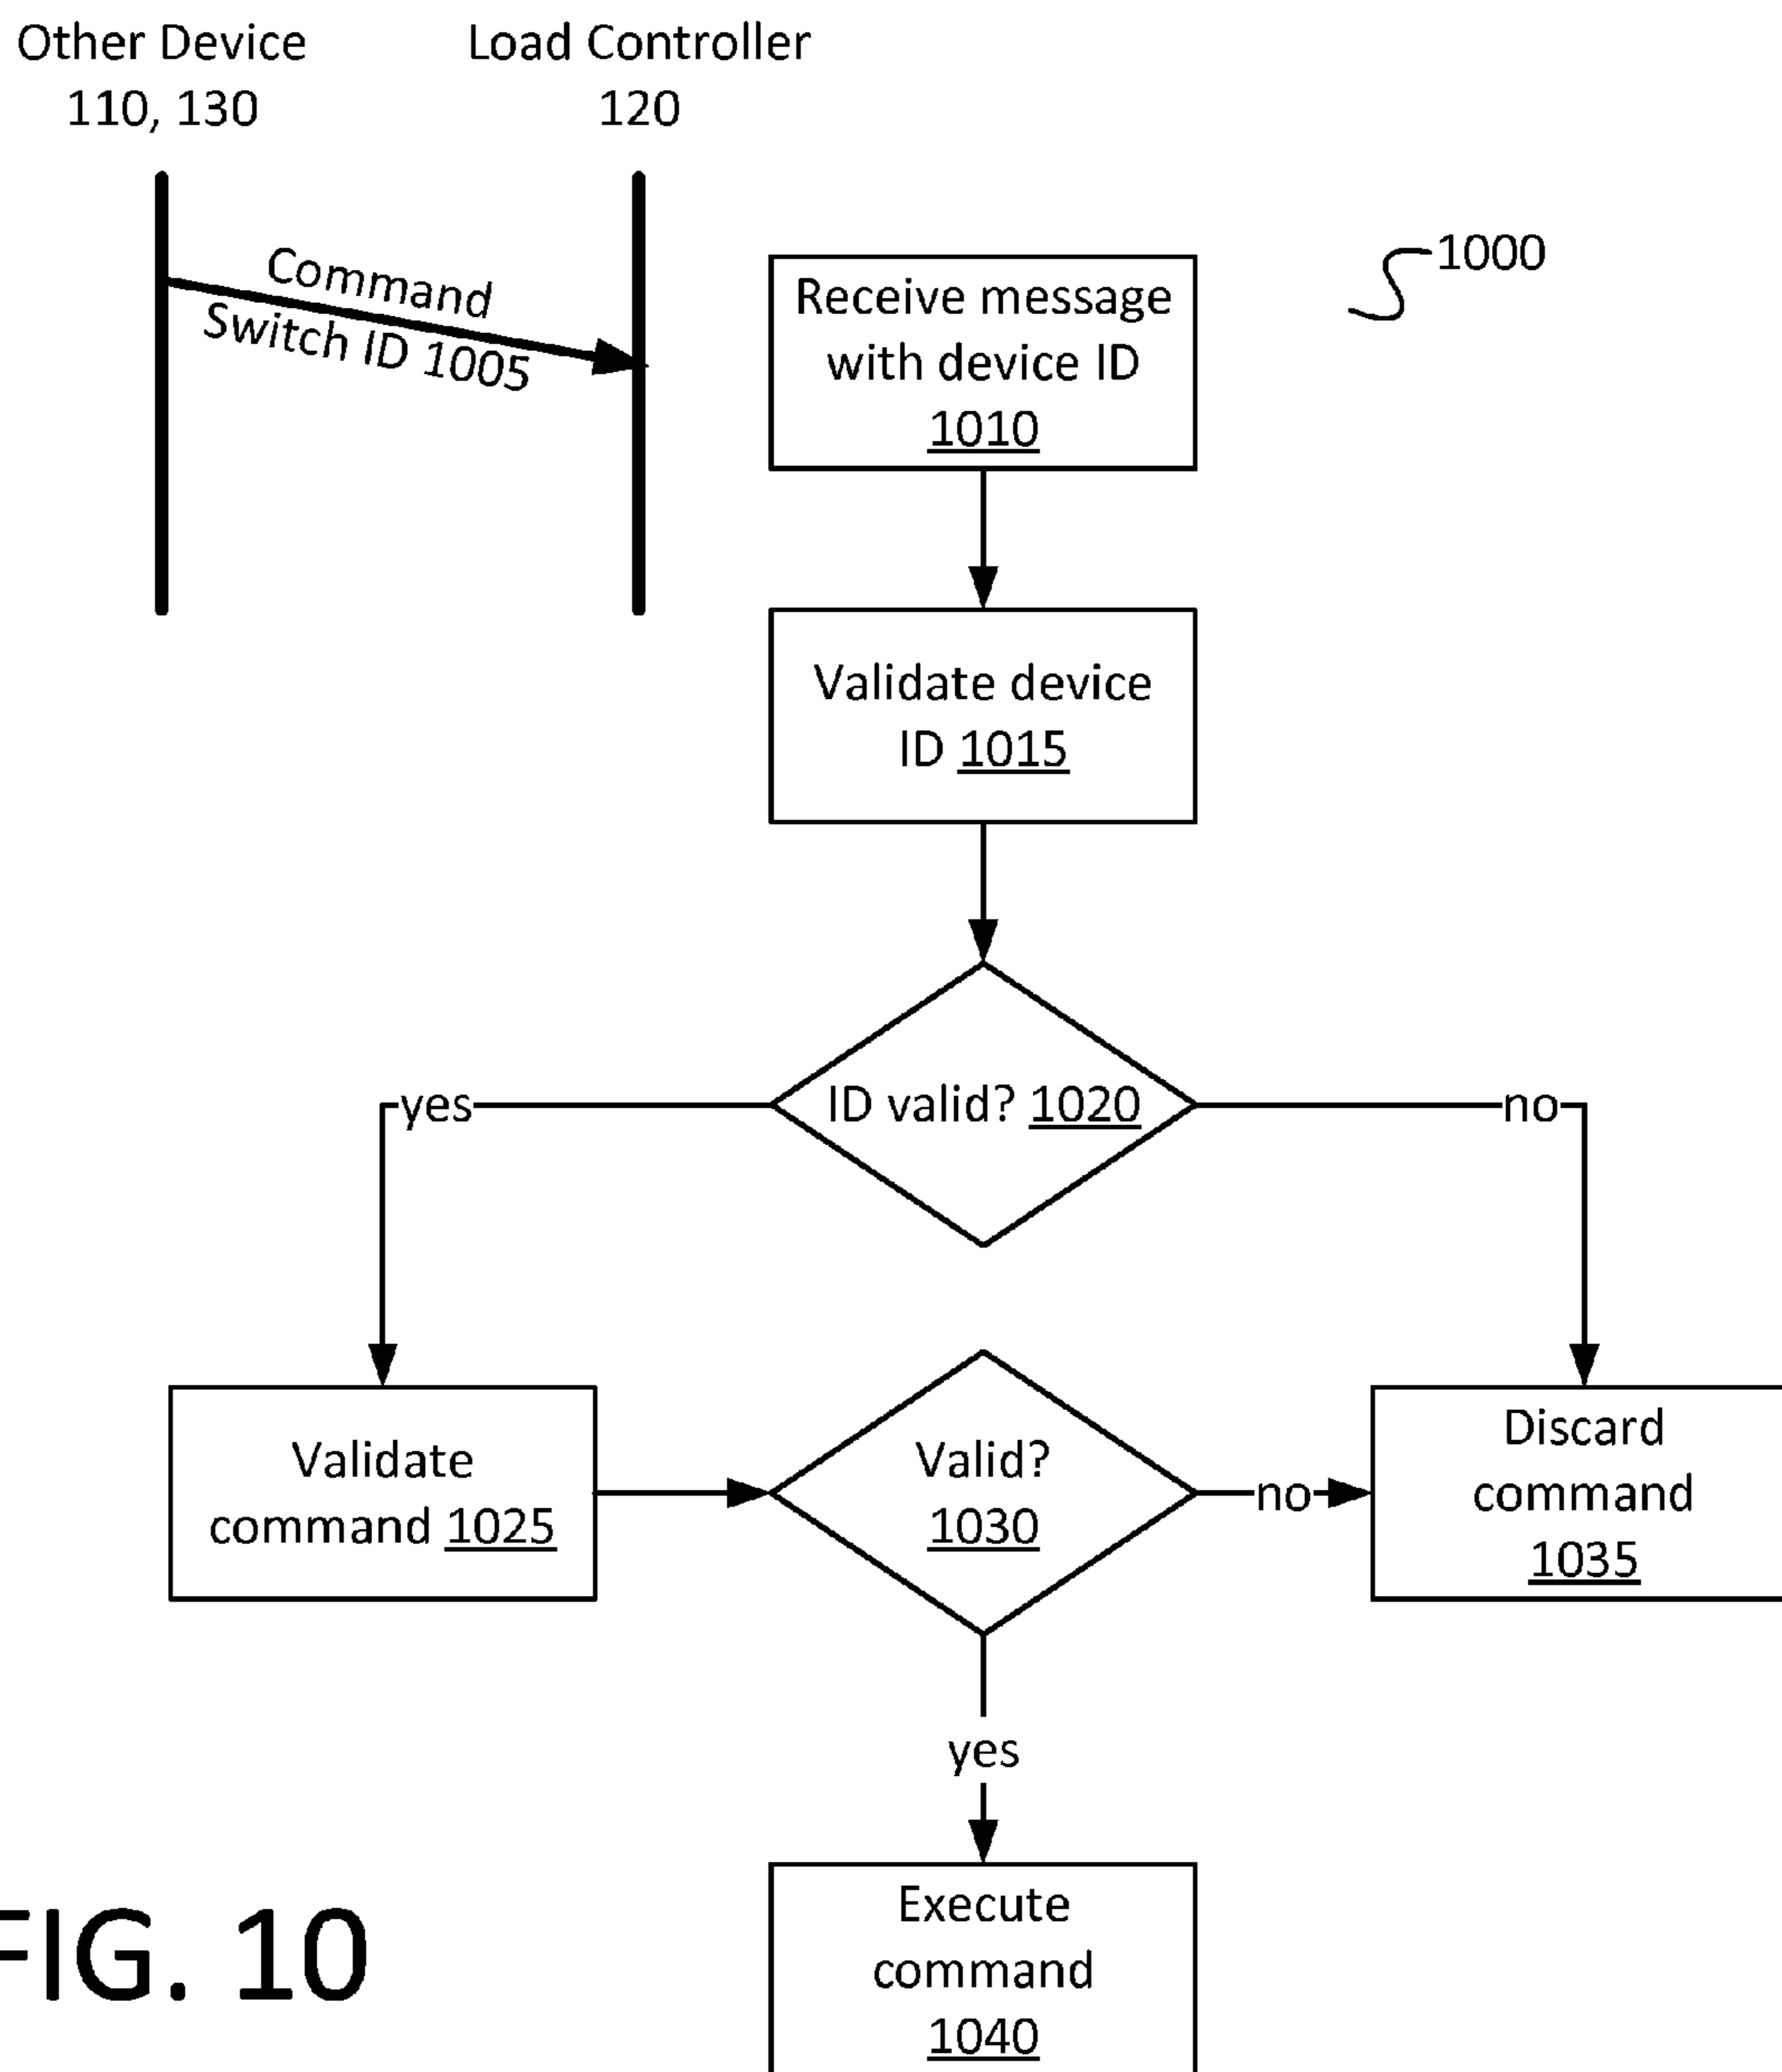 Other Device
110, 130
Load Controller
120
Command
Switch ID 1005
1000
Receive message
with device ID
1010
Validate device
ID 1015
ID valid? 1020
yes
no
Validate
command 1025
Valid?
1030
no
Discard
command
1035
yes
Execute
command
1040
FIG. 10